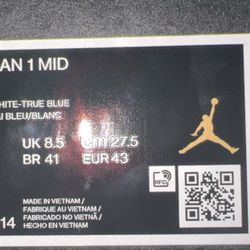 AN 1 MID
HITE-TRUE BLUE
AI BLEU/BLANC
UK 8.5 CM 27.5
BR 41 EUR 43
RFID
MADE IN VIETNAM /
FABRIQUE AU VIETNAM /
FABRICADO NO VIETNÃ /
HECHO EN VIETNAM
14